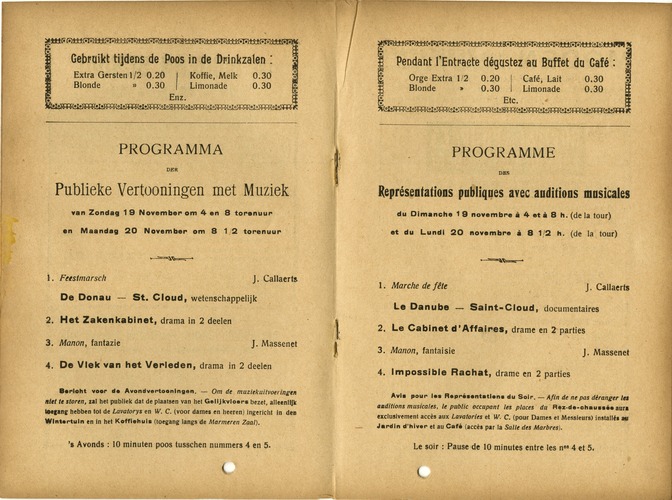 Gebruikt tijdens de Poos in de Drinkzalen :
Extra Gersten 1/2 0.20 | Koffie, Melk 0.30
Blonde » 0.30 | Limonade 0.30
Enz.
PROGRAMMA
DER
Publieke Vertooningen met Muziek
van Zondag 19 November om 4 en 8 torenuur
en Maandag 20 November om 8 1/2 torenuur
1. Feestmarsch J. Callaerts
De Donau — St. Cloud, wetenschappelijk
2. Het Zakenkabinet, drama in 2 deelen
3. Manon, fantazie J. Massenet
4. De Vlek van het Verleden, drama in 2 deelen
Bericht voor de Avondvertooningen. — Om de muziekuitvoeringen
niet te storen, zal het publiek dat de plaatsen van het Gelijkvloers bezet, alleenlijk
toegang hebben tot de Lavatorys en W. C. (voor dames en heeren) ingericht in den
Wintertuin en in het Koffiehuis (toegang langs de Marmeren Zaal).
's Avonds : 10 minuten poos tusschen nummers 4 en 5.
Pendant l'Entracte dégustez au Buffet du Café :
Orge Extra 1/2 0.20 | Café, Lait 0.30
Blonde » 0.30 | Limonade 0.30
Etc.
PROGRAMME
DES
Représentations publiques avec auditions musicales
du Dimanche 19 novembre à 4 et à 8 h. (de la tour)
et du Lundi 20 novembre à 8 1/2 h. (de la tour)
1. Marche de fête J. Callaerts
Le Danube — Saint-Cloud, documentaires
2. Le Cabinet d'Affaires, drame en 2 parties
3. Manon, fantaisie J. Massenet
4. Impossible Rachat, drame en 2 parties
Avis pour les Représentations du Soir. — Afin de ne pas déranger les
auditions musicales, le public occupant les places du Rez-de-chaussée aura
exclusivement accès aux Lavatories et W. C. (pour Dames et Messieurs) installés au
Jardin d'hiver et au Café (accès par la Salle des Marbres).
Le soir : Pause de 10 minutes entre les nos 4 et 5.